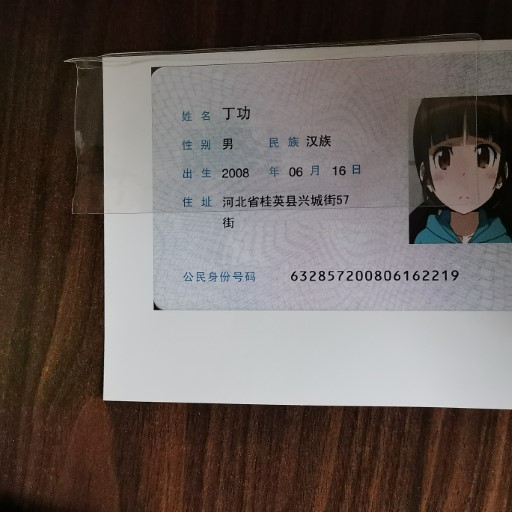 姓名 丁功
性别 男 民族 汉族
出生 2008 年 06 月 16 日
住址 河北省桂英县兴城街57
街
公民身份号码 632857200806162219